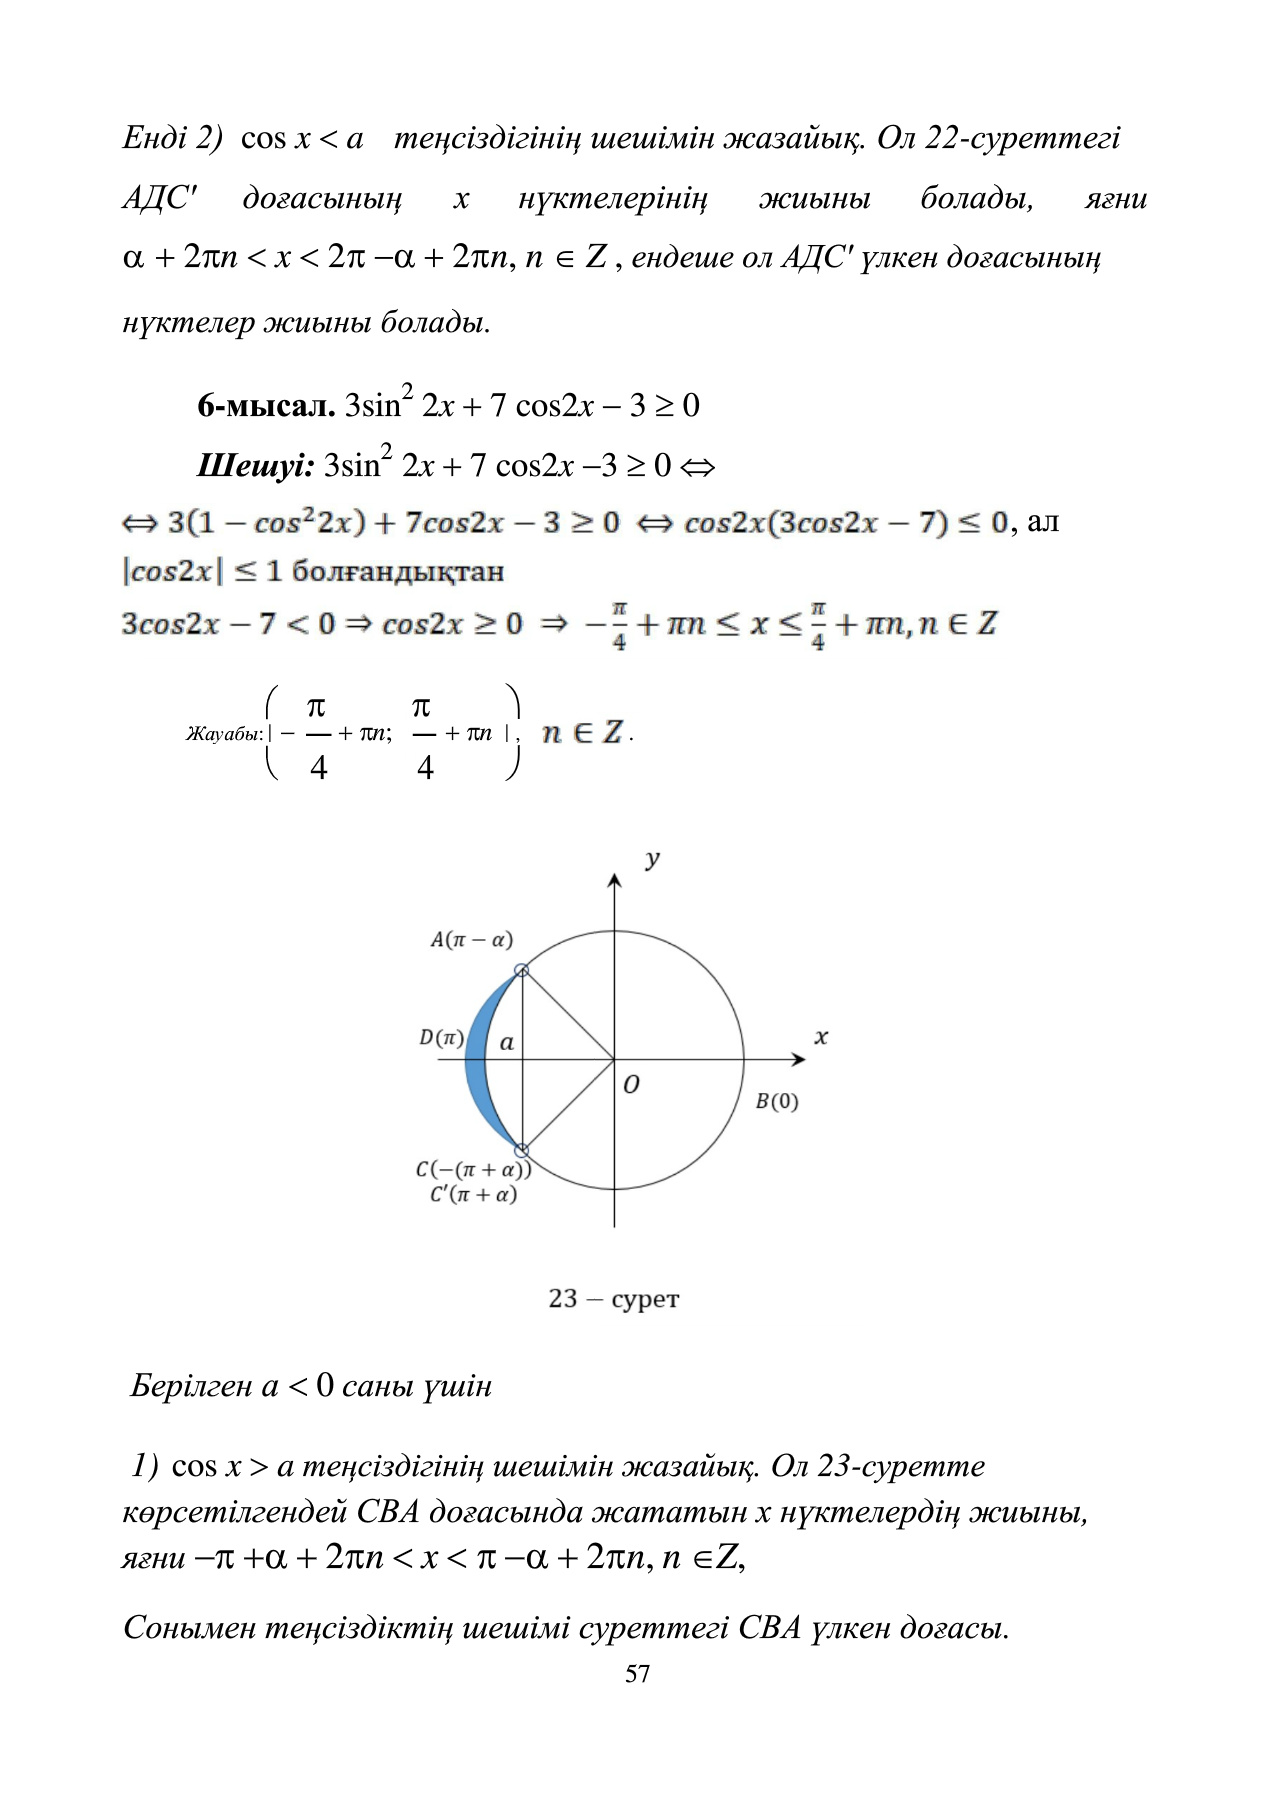 Енді 2) cos x < a теңсіздігінің шешімін жазайық. Ол 22-суреттегі
АДС′ доғасының х нүктелерінің жиыны болады, яғни
α + 2πn < x < 2π −α + 2πn, n ∈ Z , ендеше ол АДС′ үлкен доғасының
нүктелер жиыны болады.
6-мысал. 3sin² 2x + 7 cos2x − 3 ≥ 0
Шешуі: 3sin² 2x + 7 cos2x −3 ≥ 0 ⇔
⇔ 3(1 − cos²2x) + 7cos2x − 3 ≥ 0 ⇔ cos2x(3cos2x − 7) ≤ 0, ал
|cos2x| ≤ 1 болғандықтан
3cos2x − 7 < 0 ⇒ cos2x ≥ 0 ⇒ −π/4 + πn ≤ x ≤ π/4 + πn, n ∈ Z
Жауабы: (− π/4 + πn; π/4 + πn), n ∈ Z .
y
A(π − α)
D(π) a x
O
B(0)
C(−(π + α))
C′(π + α)
23 − сурет
Берілген a < 0 саны үшін
1) cos x > a теңсіздігінің шешімін жазайық. Ол 23-суретте
көрсетілгендей СВА доғасында жататын х нүктелердің жиыны,
яғни −π +α + 2πn < x < π −α + 2πn, n ∈Z,
Сонымен теңсіздіктің шешімі суреттегі СВА үлкен доғасы.
57